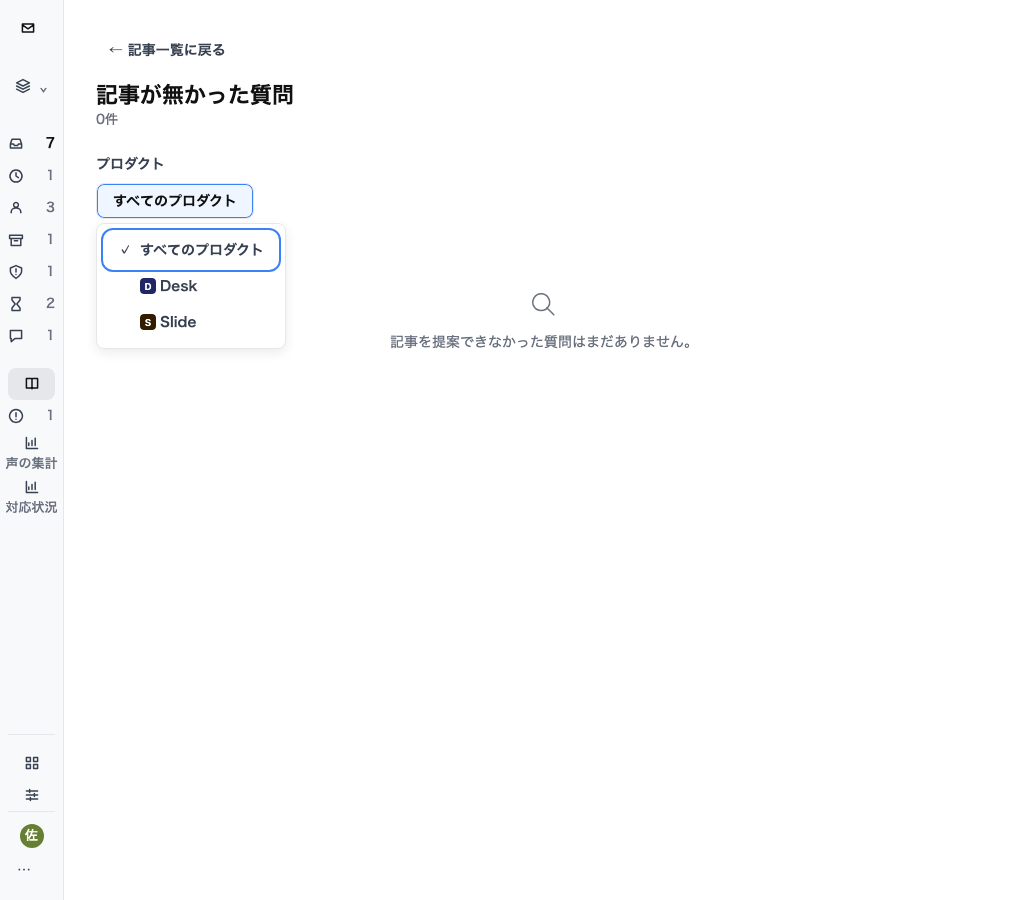 ← 記事一覧に戻る
記事が無かった質問
0件
プロダクト
すべてのプロダクト
✓ すべてのプロダクト
D Desk
S Slide
記事を提案できなかった質問はまだありません。
7
1
3
1
1
2
1
1
声の集計
対応状況
佐
…